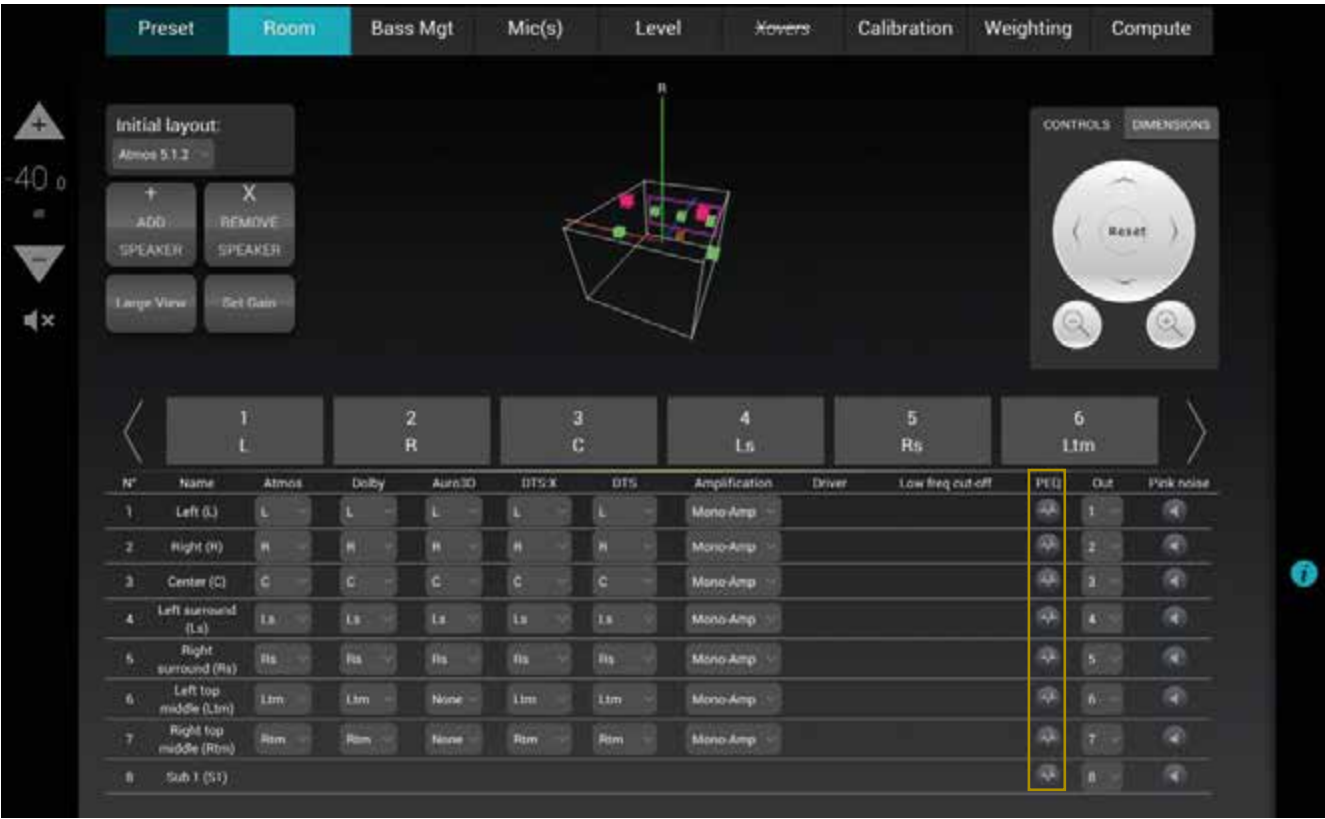 Preset Room Bass Mgt Mic(s) Level Xovers Calibration Weighting Compute
R
Initial layout:
Atmos 5.1.2
CONTROLS DIMENSIONS
-40 0
+
ADD
SPEAKER
X
REMOVE
SPEAKER
Reset
Large View Set Gain
1 2 3 4 5 6
L R C Ls Rs Ltm
N° Name Atmos Dolby Auro3D DTS:X DTS Amplification Driver Low freq cut-off PEQ Out Pink noise
1 Left (L) L L L L L Mono-Amp 1
2 Right (R) R R R R R Mono-Amp 2
3 Center (C) C C C C C Mono-Amp 3
4 Left surround
(Ls) Ls Ls Ls Ls Ls Mono-Amp 4
5 Right
surround (Rs) Rs Rs Rs Rs Rs Mono-Amp 5
6 Left top
middle (Ltm) Ltm Ltm None Ltm Ltm Mono-Amp 6
7 Right top
middle (Rtm) Rtm Rtm None Rtm Rtm Mono-Amp 7
8 Sub 1 (S1) 8
i